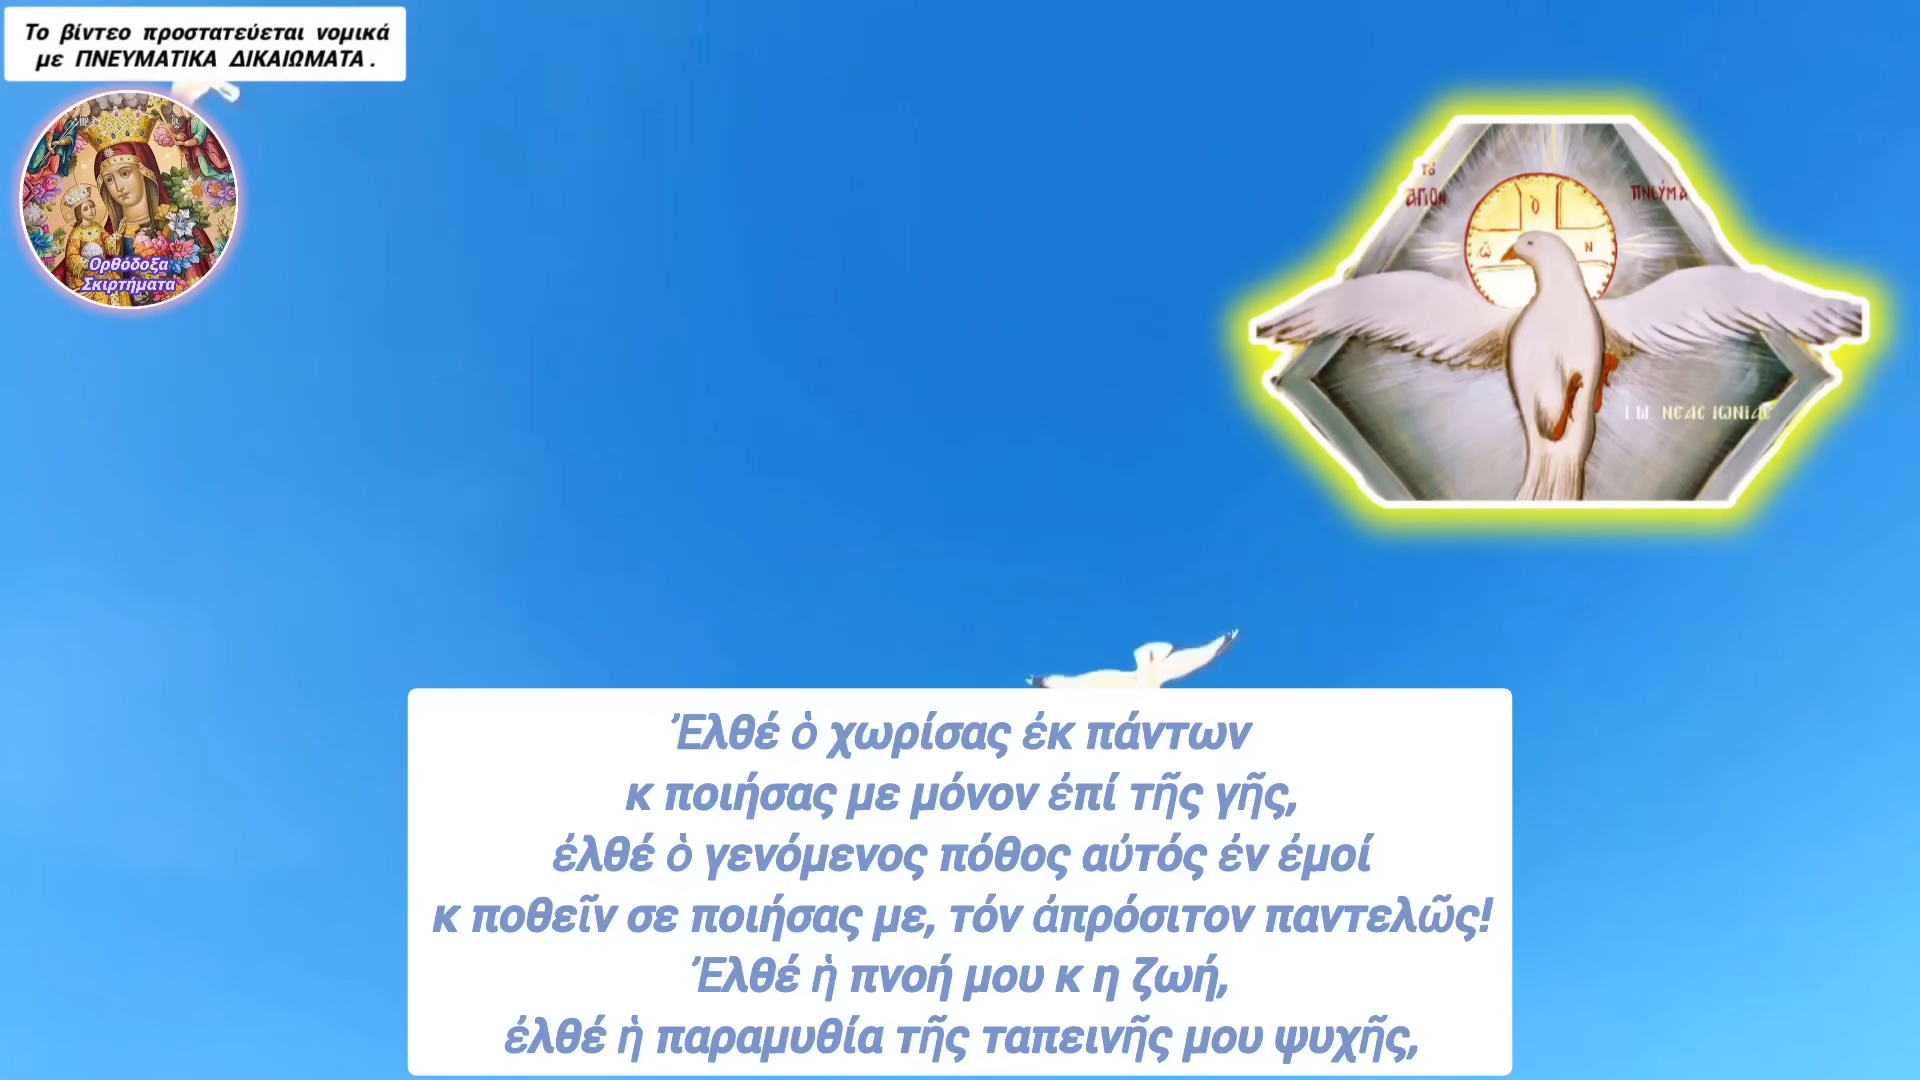 Το βίντεο προστατεύεται νομικά
με ΠΝΕΥΜΑΤΙΚΑ ΔΙΚΑΙΩΜΑΤΑ.
Ορθόδοξα
Σκιρτήματα
τὸ
ἅΓΙΟΝ
ΠΝΕΥΜΑ
ὁ
ὢ
Ν
Ι.Μ. ΝΕΑΣ ΙΩΝΙΑΣ
Ἐλθέ ὁ χωρίσας ἐκ πάντων
κ ποιήσας με μόνον ἐπί τῆς γῆς,
ἐλθέ ὁ γενόμενος πόθος αὐτός ἐν ἐμοί
κ ποθεῖν σε ποιήσας με, τόν ἀπρόσιτον παντελῶς!
Ἐλθέ ἡ πνοή μου κ η ζωή,
ἐλθέ ἡ παραμυθία τῆς ταπεινῆς μου ψυχῆς,